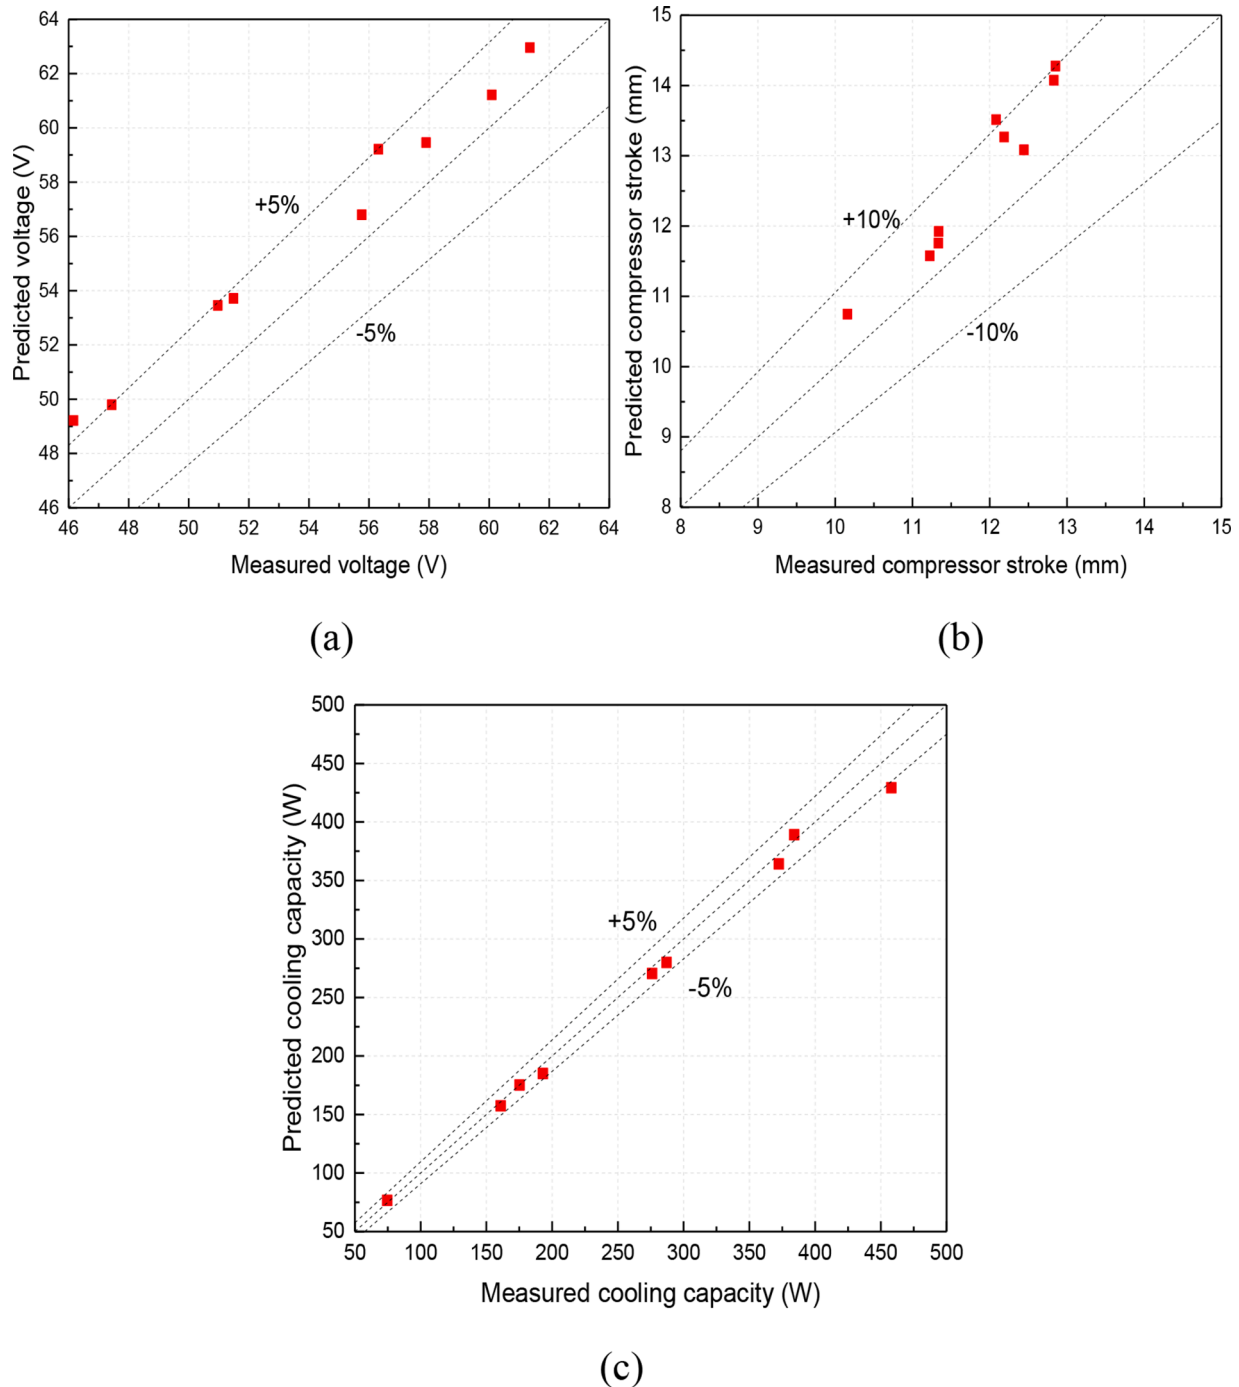 64
62
60
58
56
54
52
50
48
46
Predicted voltage (V)
+5%
-5%
46 48 50 52 54 56 58 60 62 64
Measured voltage (V)
(a)
15
14
13
12
11
10
9
8
Predicted compressor stroke (mm)
+10%
-10%
8 9 10 11 12 13 14 15
Measured compressor stroke (mm)
(b)
500
450
400
350
300
250
200
150
100
50
Predicted cooling capacity (W)
+5%
-5%
50 100 150 200 250 300 350 400 450 500
Measured cooling capacity (W)
(c)